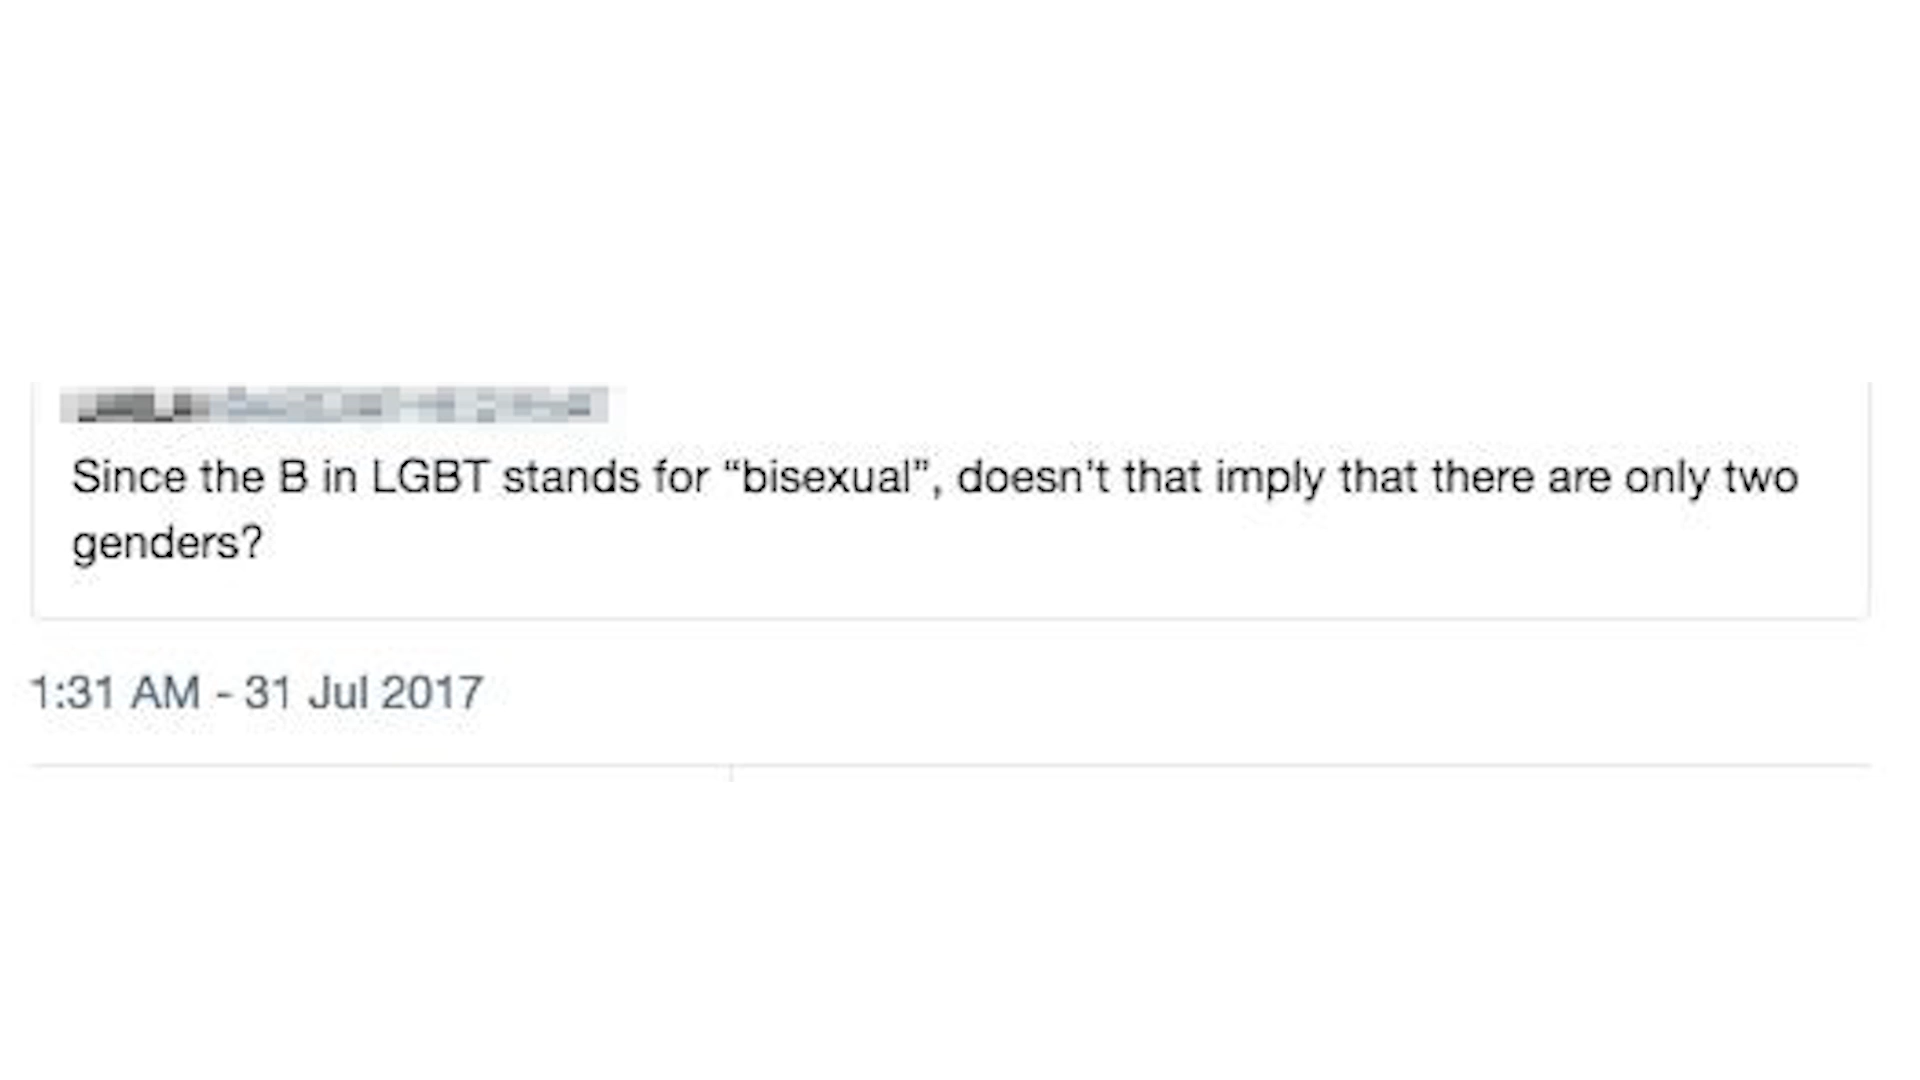 Since the B in LGBT stands for “bisexual”, doesn't that imply that there are only two
genders?
1:31 AM - 31 Jul 2017